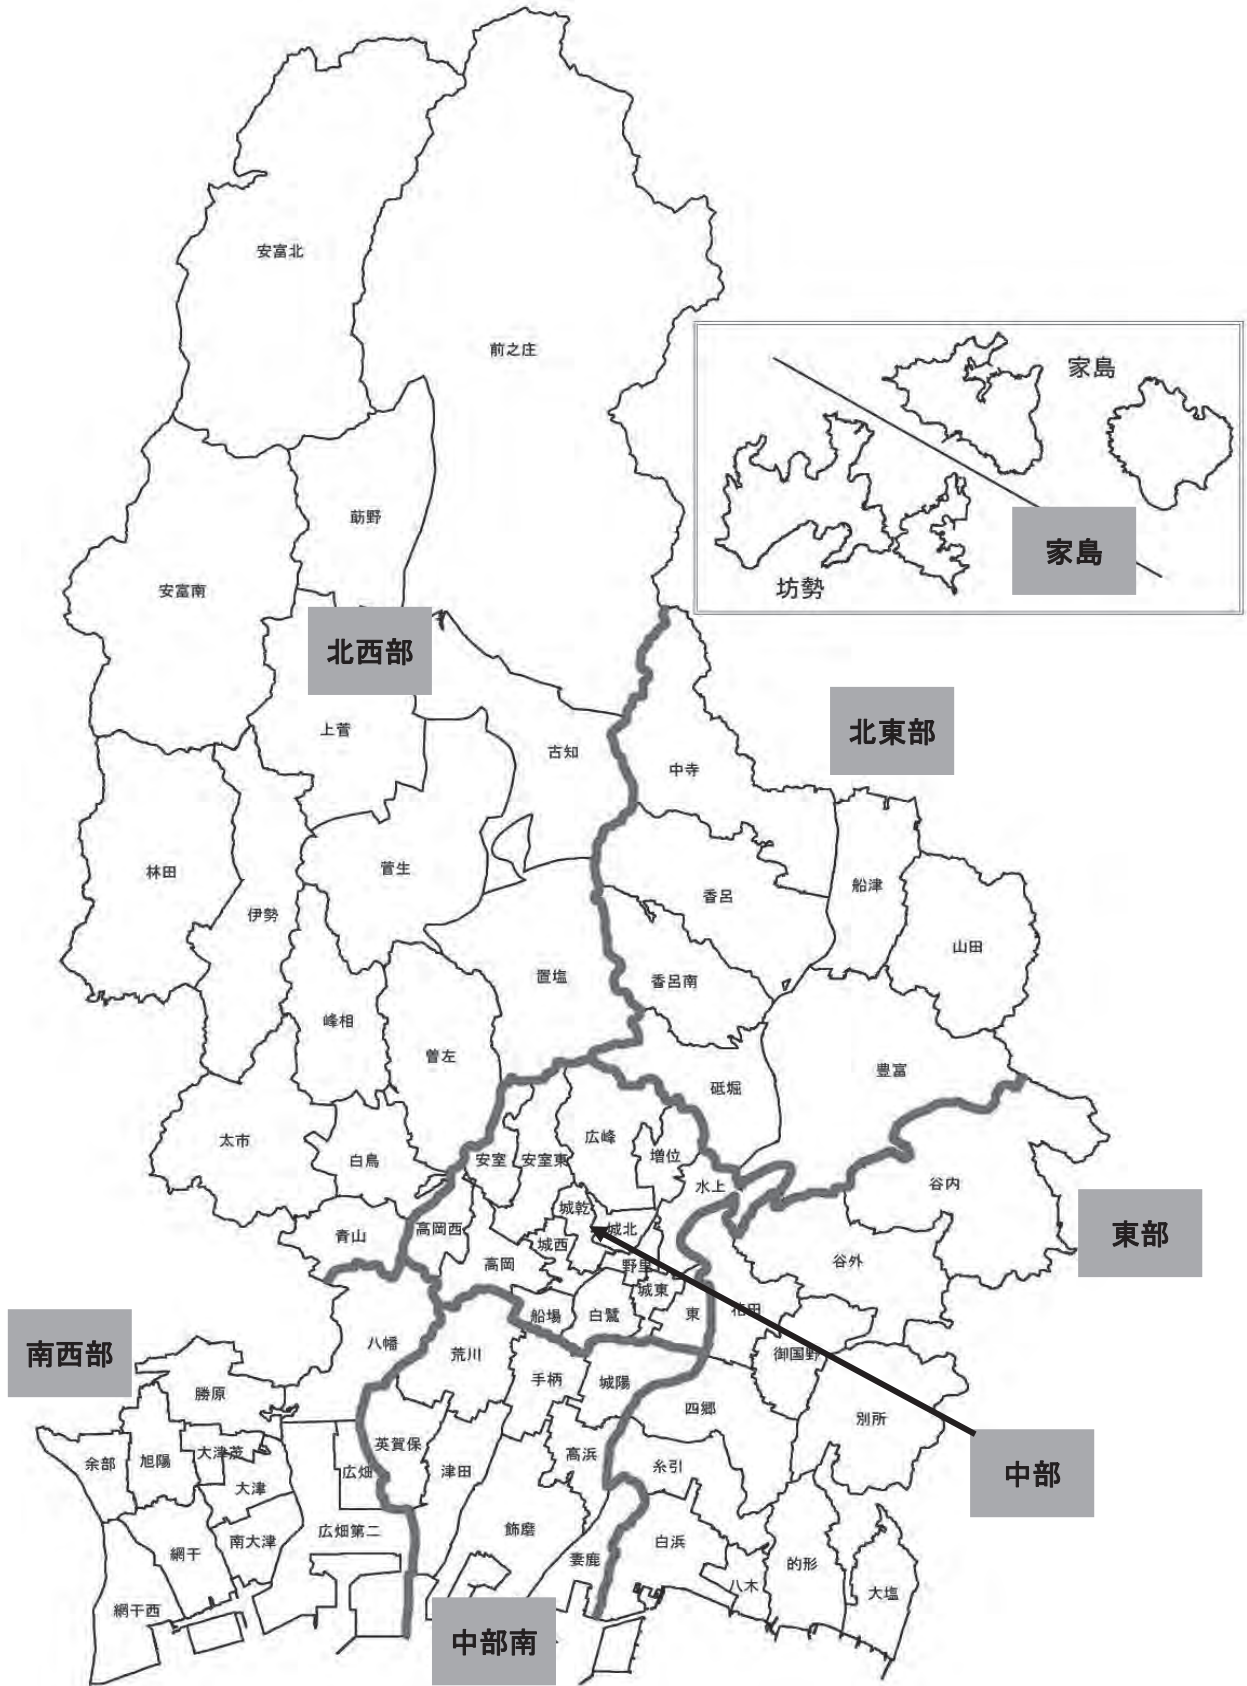 安富北
前之庄
家島
莇野
家島
坊勢
安富南
北西部
上菅
北東部
古知
中寺
林田
菅生
船津
香呂
伊勢
山田
置塩
香呂南
峰相
曽左
豊富
砥堀
太市
広峰
白鳥
安室
安室東
増位
水上
谷内
城乾
青山
高岡西
城北
東部
城西
高岡
野里
谷外
城東
船場
白鷺
東
花田
南西部
八幡
荒川
御国野
手柄
城陽
勝原
四郷
別所
余部
旭陽
大津茂
英賀保
高浜
広畑
津田
糸引
中部
大津
飾磨
広畑第二
南大津
白浜
網干
妻鹿
的形
八木
大塩
網干西
中部南